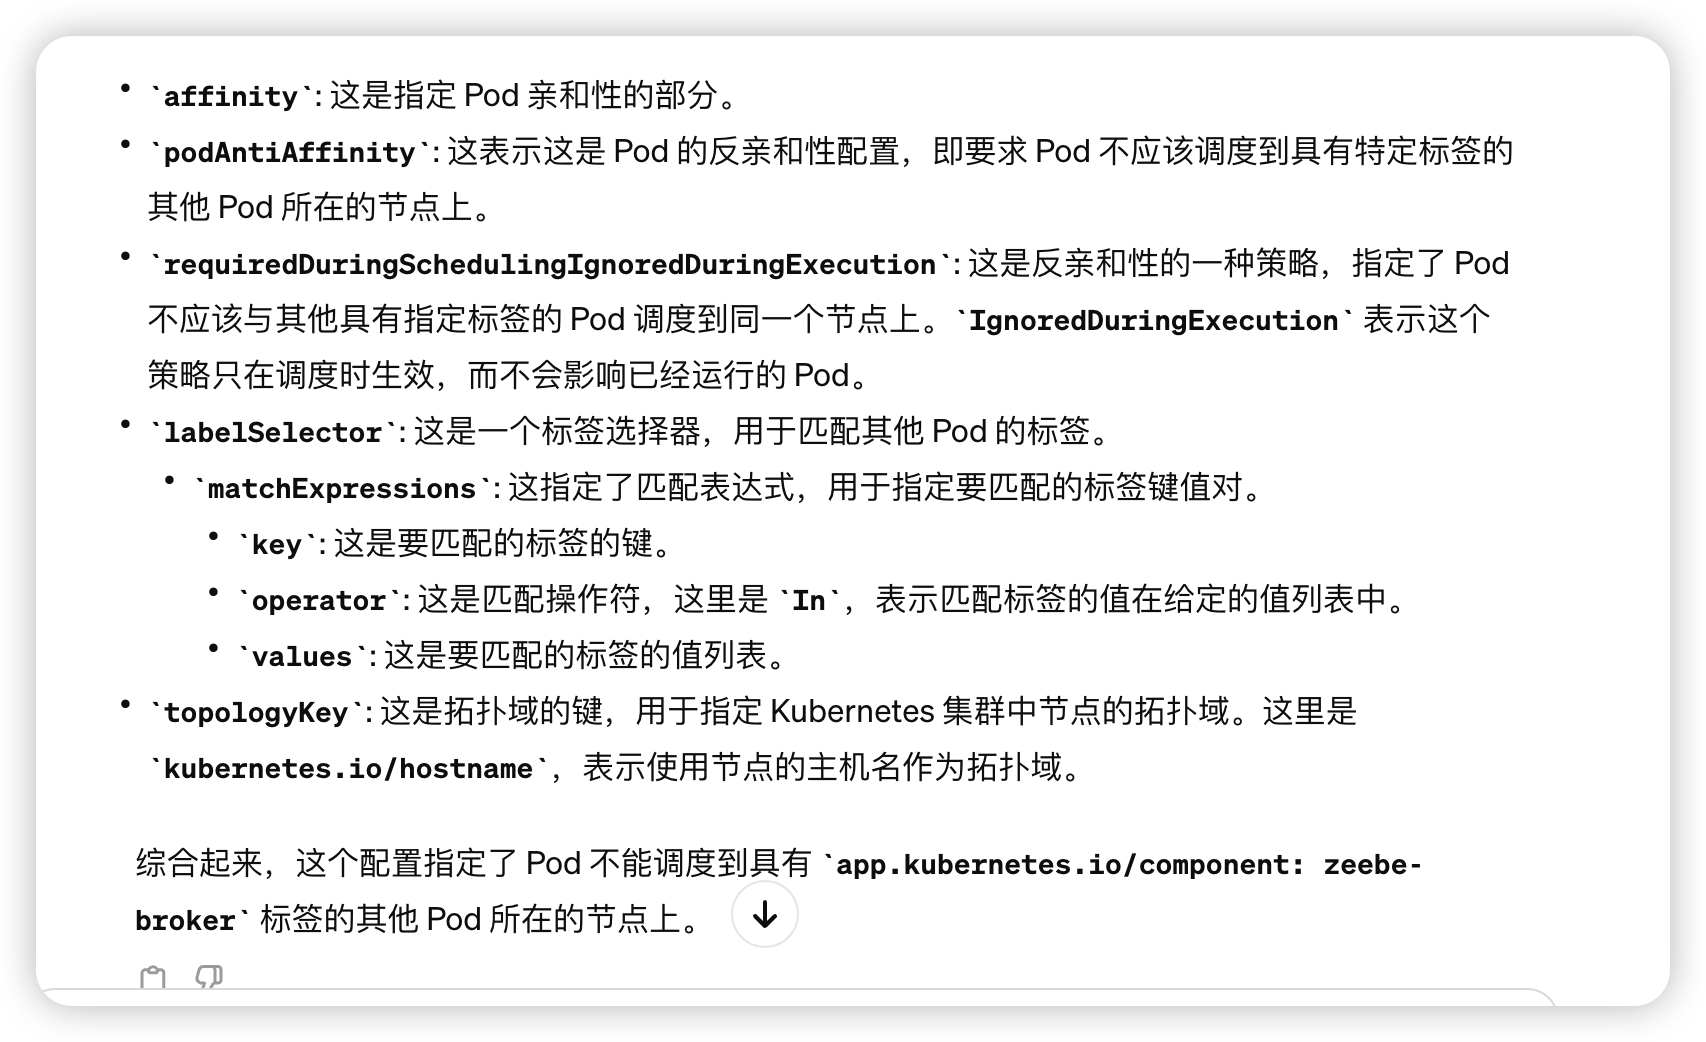 • `affinity`: 这是指定 Pod 亲和性的部分。
• `podAntiAffinity`: 这表示这是 Pod 的反亲和性配置，即要求 Pod 不应该调度到具有特定标签的
其他 Pod 所在的节点上。
• `requiredDuringSchedulingIgnoredDuringExecution`: 这是反亲和性的一种策略，指定了 Pod
不应该与其他具有指定标签的 Pod 调度到同一个节点上。`IgnoredDuringExecution` 表示这个
策略只在调度时生效，而不会影响已经运行的 Pod。
• `labelSelector`: 这是一个标签选择器，用于匹配其他 Pod 的标签。
• `matchExpressions`: 这指定了匹配表达式，用于指定要匹配的标签键值对。
• `key`: 这是要匹配的标签的键。
• `operator`: 这是匹配操作符，这里是 `In`，表示匹配标签的值在给定的值列表中。
• `values`: 这是要匹配的标签的值列表。
• `topologyKey`: 这是拓扑域的键，用于指定 Kubernetes 集群中节点的拓扑域。这里是
`kubernetes.io/hostname`，表示使用节点的主机名作为拓扑域。
综合起来，这个配置指定了 Pod 不能调度到具有 `app.kubernetes.io/component: zeebe-
broker` 标签的其他 Pod 所在的节点上。